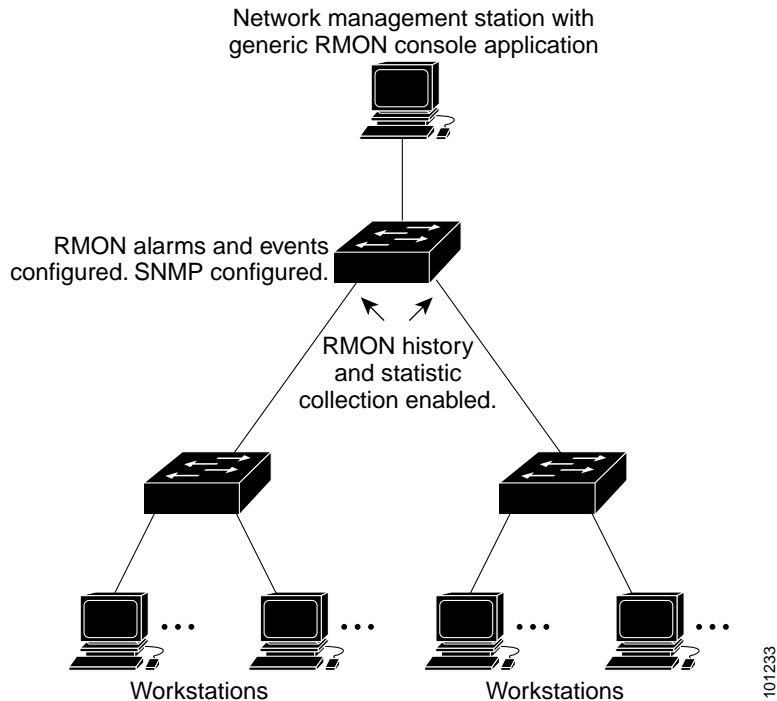 Network management station with
generic RMON console application
RMON alarms and events
configured. SNMP configured.
RMON history
and statistic
collection enabled.
Workstations
Workstations
101233